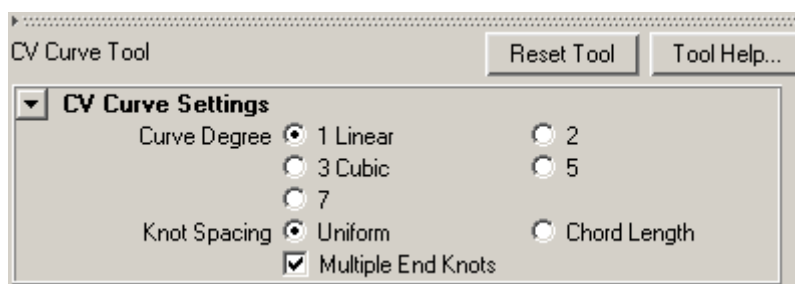 CV Curve Tool Reset Tool Tool Help...
CV Curve Settings
Curve Degree 1 Linear 2
3 Cubic 5
7
Knot Spacing Uniform Chord Length
Multiple End Knots